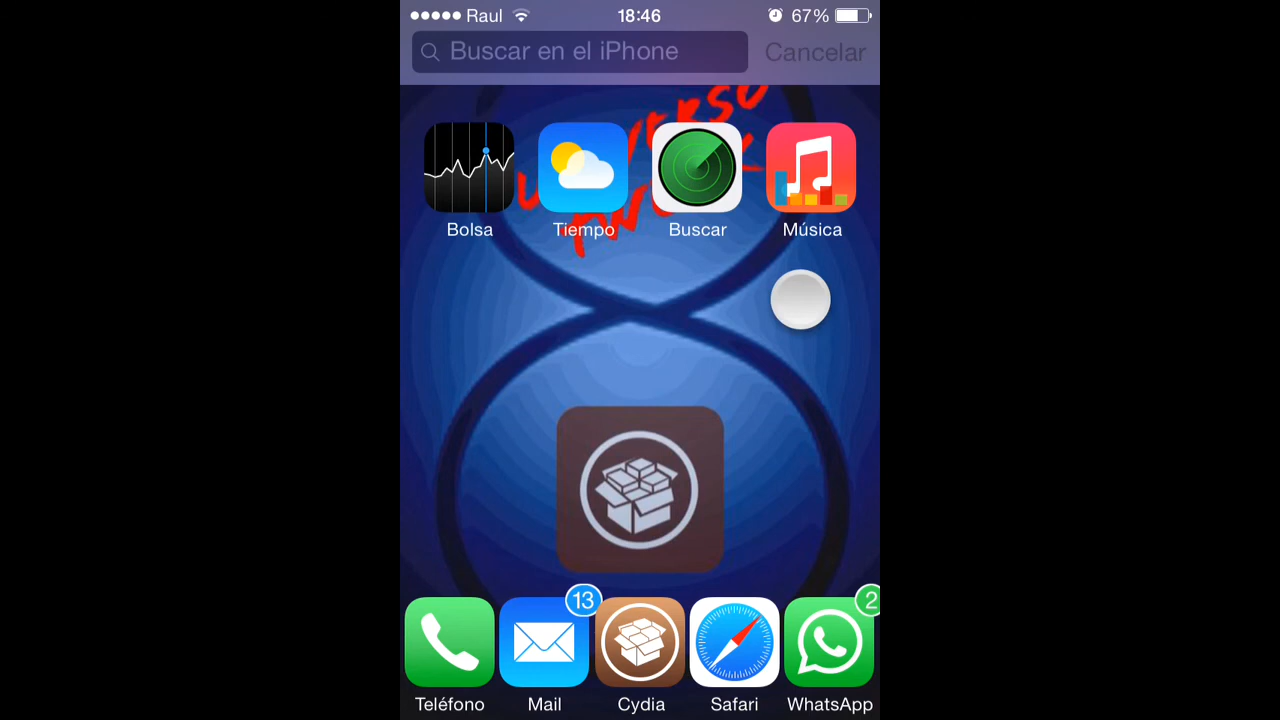 Raul 18:46 67%
Buscar en el iPhone Cancelar
Bolsa Tiempo Buscar Música
13 2
Teléfono Mail Cydia Safari WhatsApp